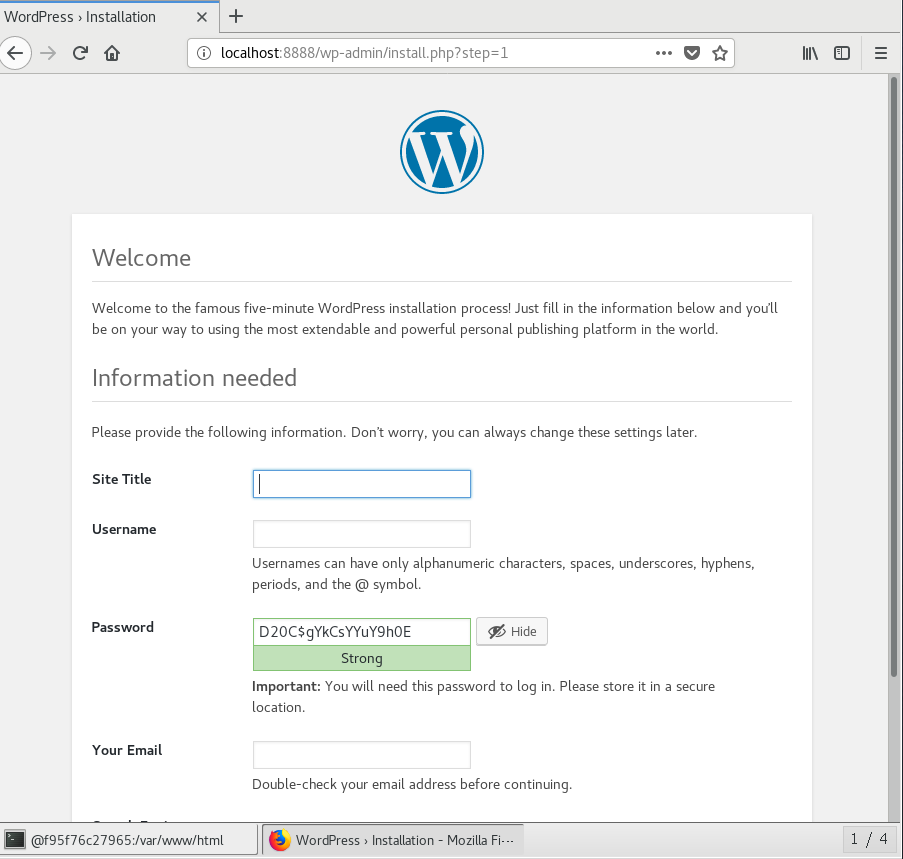 WordPress › Installation
localhost:8888/wp-admin/install.php?step=1
Welcome
Welcome to the famous five-minute WordPress installation process! Just fill in the information below and you'll
be on your way to using the most extendable and powerful personal publishing platform in the world.
Information needed
Please provide the following information. Don't worry, you can always change these settings later.
Site Title
Username
Usernames can have only alphanumeric characters, spaces, underscores, hyphens,
periods, and the @ symbol.
Password
D20C$gYkCsYYuY9h0E
Hide
Strong
Important: You will need this password to log in. Please store it in a secure
location.
Your Email
Double-check your email address before continuing.
@f95f76c27965:/var/www/html
WordPress › Installation - Mozilla Fi···
1 / 4